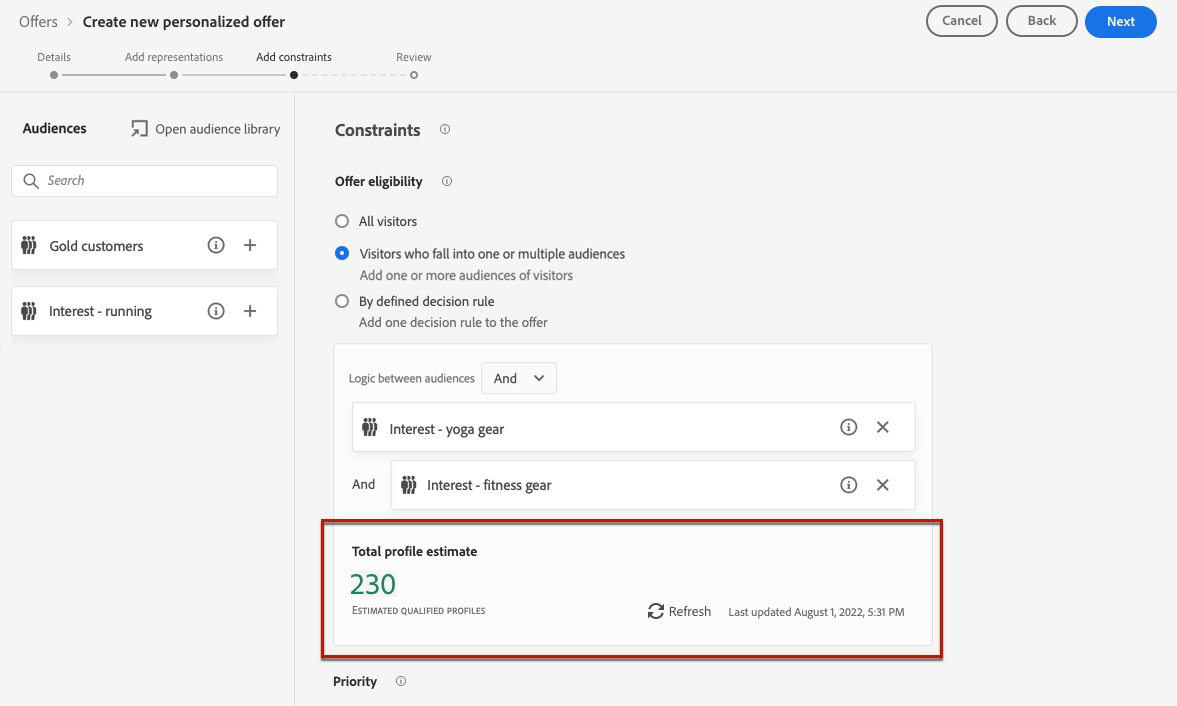 Offers > Create new personalized offer
Cancel
Back
Next
Details
Add representations
Add constraints
Review
Audiences
Open audience library
Search
Gold customers
Interest - running
Constraints
Offer eligibility
All visitors
Visitors who fall into one or multiple audiences
Add one or more audiences of visitors
By defined decision rule
Add one decision rule to the offer
Logic between audiences
And
Interest - yoga gear
And
Interest - fitness gear
Total profile estimate
230
ESTIMATED QUALIFIED PROFILES
Refresh
Last updated August 1, 2022, 5:31 PM
Priority